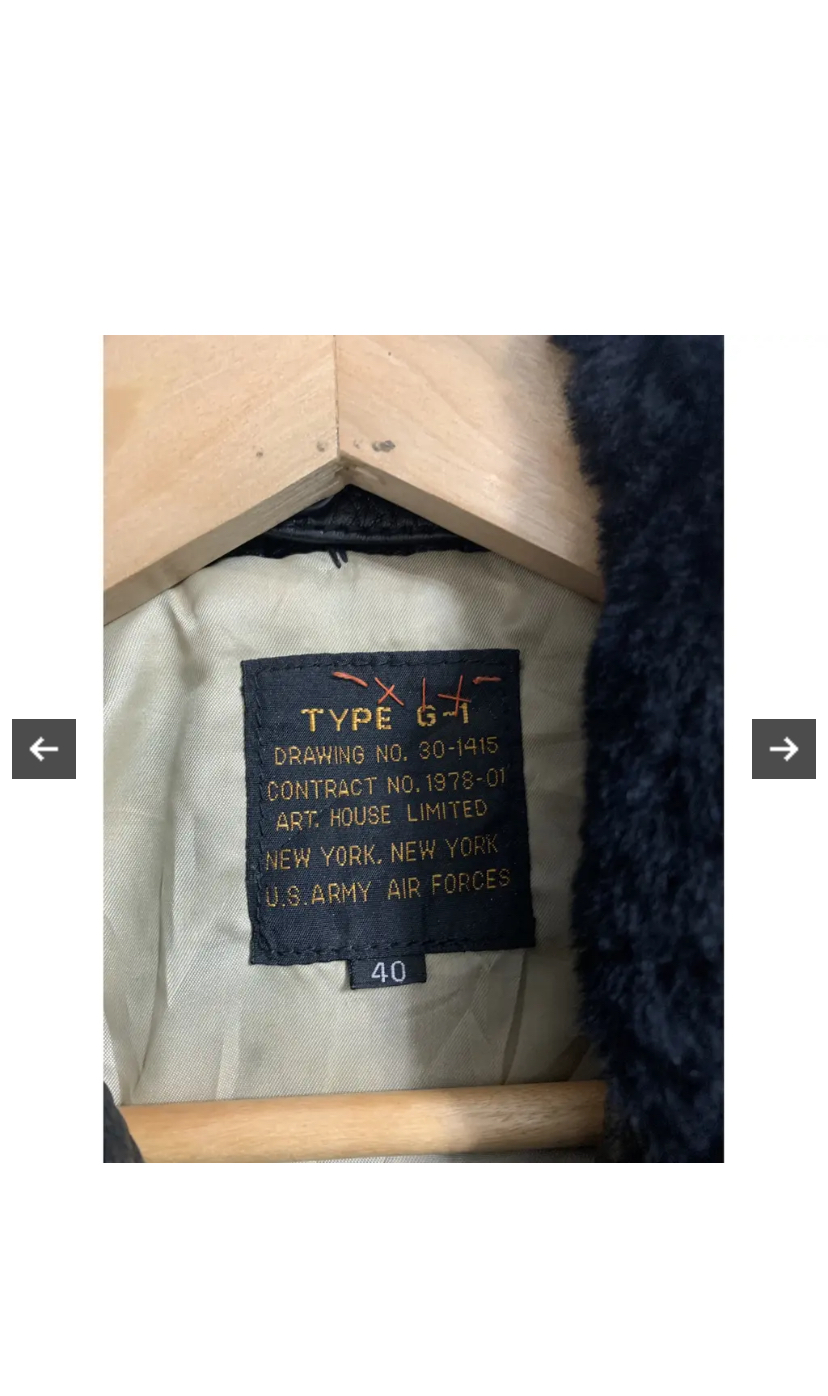 TYPE G-1
DRAWING NO. 30-1415
CONTRACT NO. 1978-01
ART. HOUSE LIMITED
NEW YORK, NEW YORK
U.S. ARMY AIR FORCES
40